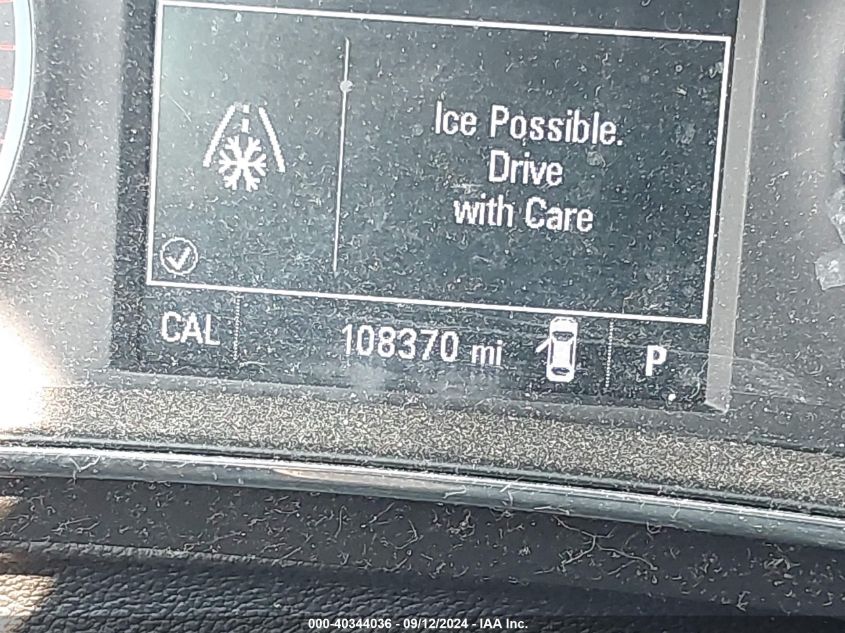 Ice Possible.
Drive
with Care
CAL 108370 mi P
000-40344036 - 09/12/2024 - IAA Inc.